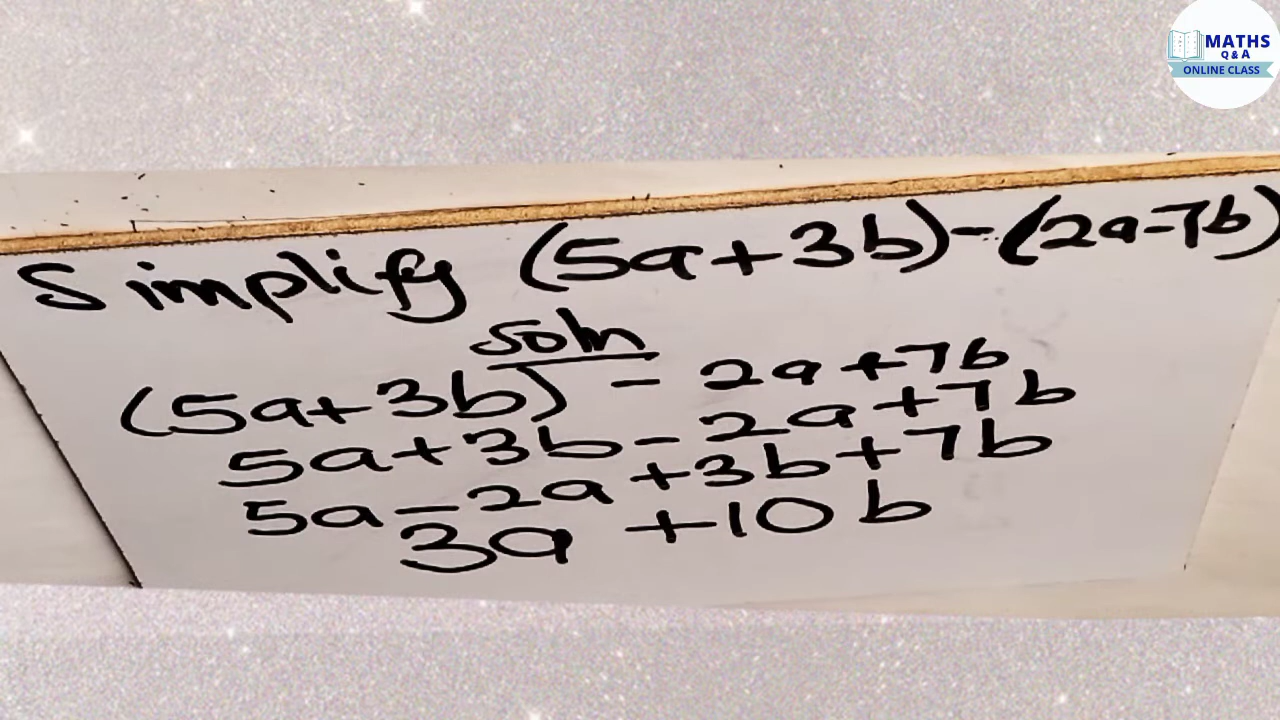 MATHS
Q & A
ONLINE CLASS
Simplify (5a+3b)-(2a-7b)
Soln
(5a+3b) - 2a+7b
5a+3b-2a+7b
5a-2a+3b+7b
3a+10b